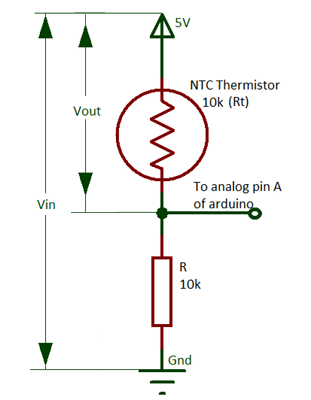 5V
NTC Thermistor
10k (Rt)
Vout
To analog pin A
of arduino
Vin
R
10k
Gnd